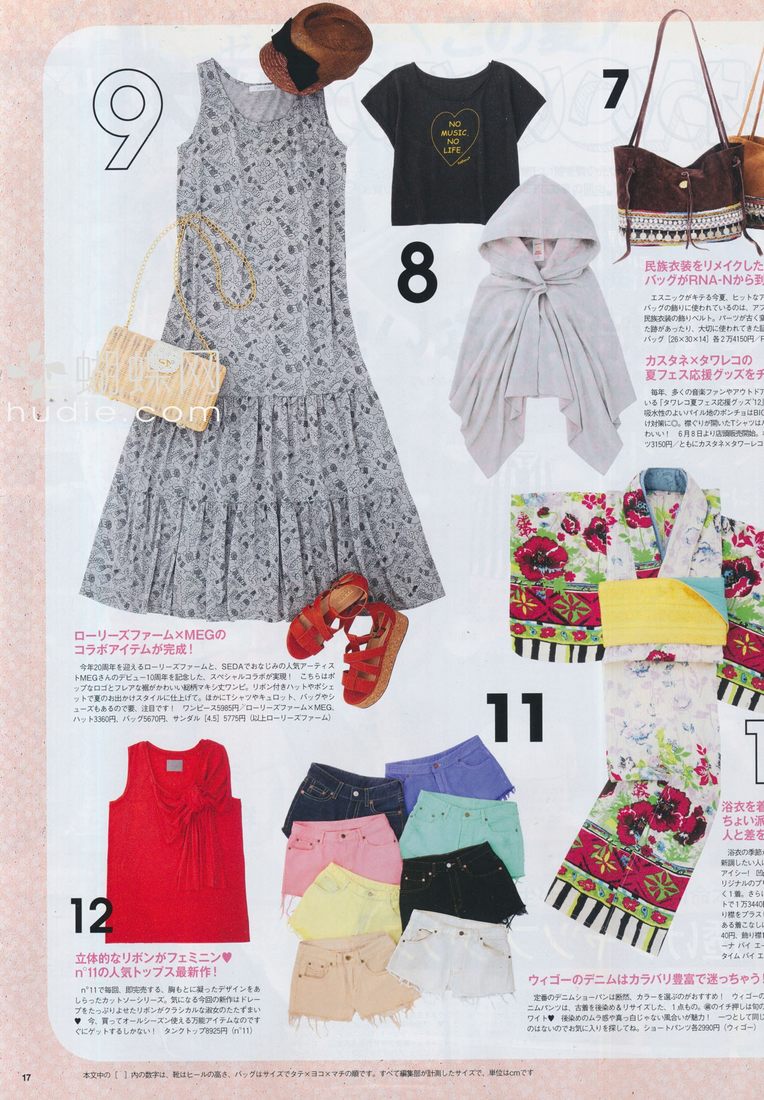 9
NO
MUSIC,
NO
LIFE.
7
8
民族衣装をリメイクした
バッグがRNA-Nから到
エスニックがキテる今夏、ヒットなア
バッグの飾りに使われているのは、アフ
民族衣装の飾りベルト。パーツが古く変
た跡があったり、大切に使われてきた証
バッグ[26×30×14]各2万4150円/F
カスタネ×タワレコの
夏フェス応援グッズをチ
毎年、多くの音楽ファンやアウトドア
いる「タワレコ夏フェス応援グッズ'12」
吸水性のよいパイル地のポンチョはBIG
け対策に◎。襟ぐりが開いたTシャツはパ
わいい! 6月8日より店頭販売開始。ポ
ツ3150円/ともにカスタネ×タワーレコ
蝴蝶网
hudie.com
ローリーズファーム×MEGの
コラボアイテムが完成!
今年20周年を迎えるローリーズファームと、SEDAでおなじみの人気アーティ
ストMEGさんのデビュー10周年を記念した、スペシャルコラボが実現! こちらはポ
ップなロゴとフレアな裾がかわいい総柄マキシ丈ワンピ。リボン付きハットやポシェ
ットで夏のお出かけスタイルに仕上げて。ほかにTシャツやキュロット、バッグやシ
ューズもあるので要、注目です! ワンピース5985円/ローリーズファーム×MEG、
ハット3360円、バッグ5670円、サンダル[4.5]5775円(以上ローリーズファーム)
11
1
浴衣を着
ちょい派
人と差を
浴衣の季節が
新調したい人に
アイシー! 凹
リジナルのプリ
く1着。さらに
トで1万3440円
り襟をプラスし
ある着こなしに
40円、飾り襟1
ーナ バイ エー
タイム バイ エ
12
立体的なリボンがフェミニン♥
n°11の人気トップス最新作!
n°11で毎回、即完売する、胸もとに凝ったデザインをあ
しらったカットソーシリーズ。気になる今回の新作はドレー
プをたっぷりよせたリボンがクラシカルな淑女のたたずま
い♥ 今、買ってオールシーズン使える万能アイテムなのです
ぐにゲットするしかない! タンクトップ8925円(n°11)
ウィゴーのデニムはカラバリ豊富で迷っちゃう!
定番のデニムショーパンは断然、カラーを選ぶのがおすすめ! ウィゴーの
ニムパンツは、古着を後染め&リサイズした、1点もの。㊙のイチ押しは旬の
ワイト♥ 後染めのムラ感や真っ白じゃない風合いが魅力! 一つとして同じ
のはないのでお気に入りを探してね。ショートパンツ各2990円(ウィゴー)
17
本文中の[ ]内の数字は、靴はヒールの高さ、バッグはサイズでタテ×ヨコ×マチの順です。すべて編集部が計測したサイズで、単位はcmです